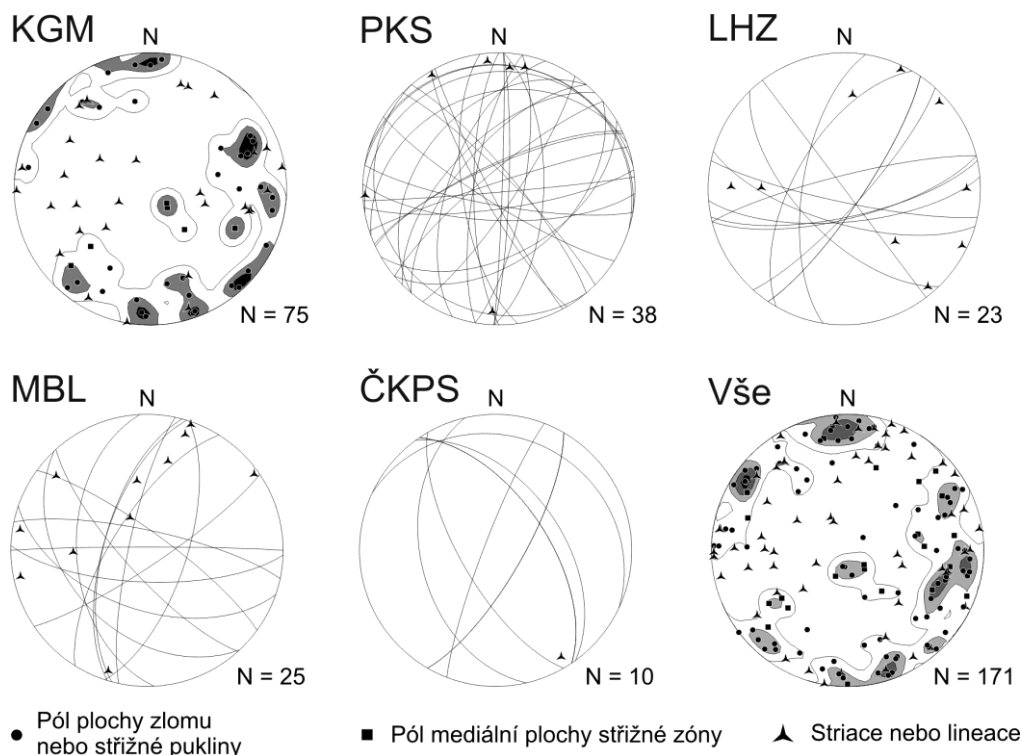 KGM
N
N = 75
PKS
N
N = 38
LHZ
N
N = 23
MBL
N
N = 25
ČKPS
N
N = 10
Vše
N
N = 171
Pól plochy zlomu
nebo střižné pukliny
Pól mediální plochy střižné zóny
Striace nebo lineace